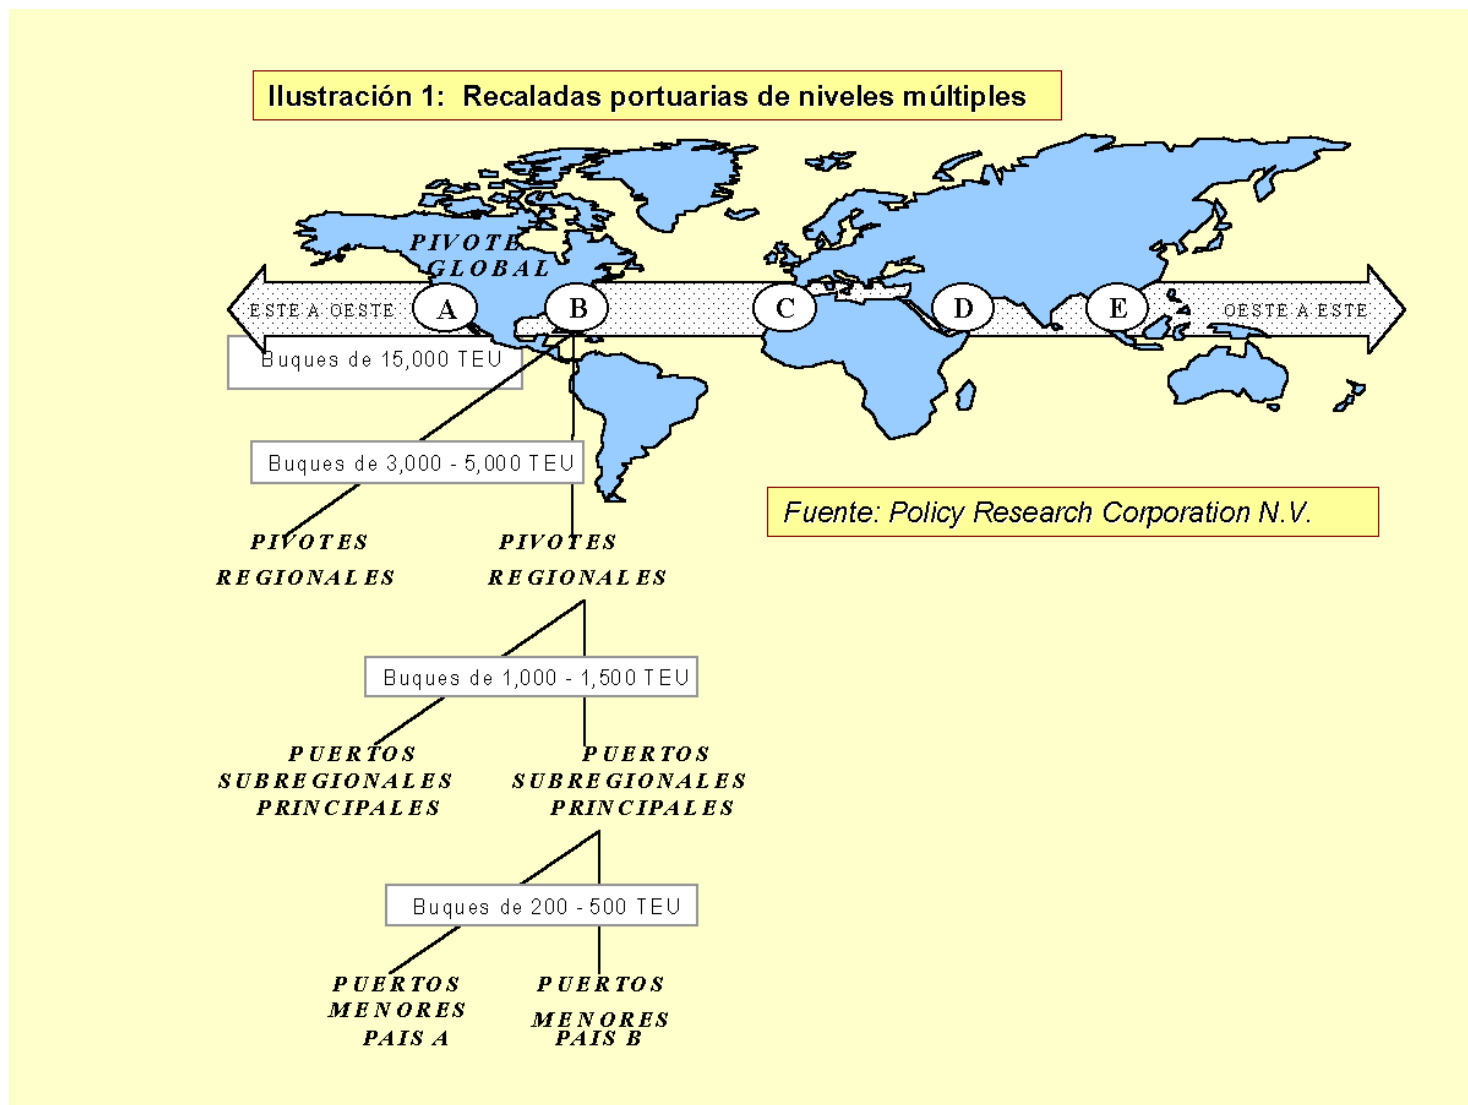 Ilustración 1:  Recaladas portuarias de niveles múltiples
PIVOTE
GLOBAL
ESTE A OESTE
A
B
C
D
E
OESTE A ESTE
Buques de 15,000 TEU
Buques de 3,000 - 5,000 TEU
Fuente: Policy Research Corporation N.V.
PIVOTES
REGIONALES
PIVOTES
REGIONALES
Buques de 1,000 - 1,500 TEU
PUERTOS
SUBREGIONALES
PRINCIPALES
PUERTOS
SUBREGIONALES
PRINCIPALES
Buques de 200 - 500 TEU
PUERTOS
MENORES
PAIS A
PUERTOS
MENORES
PAIS B